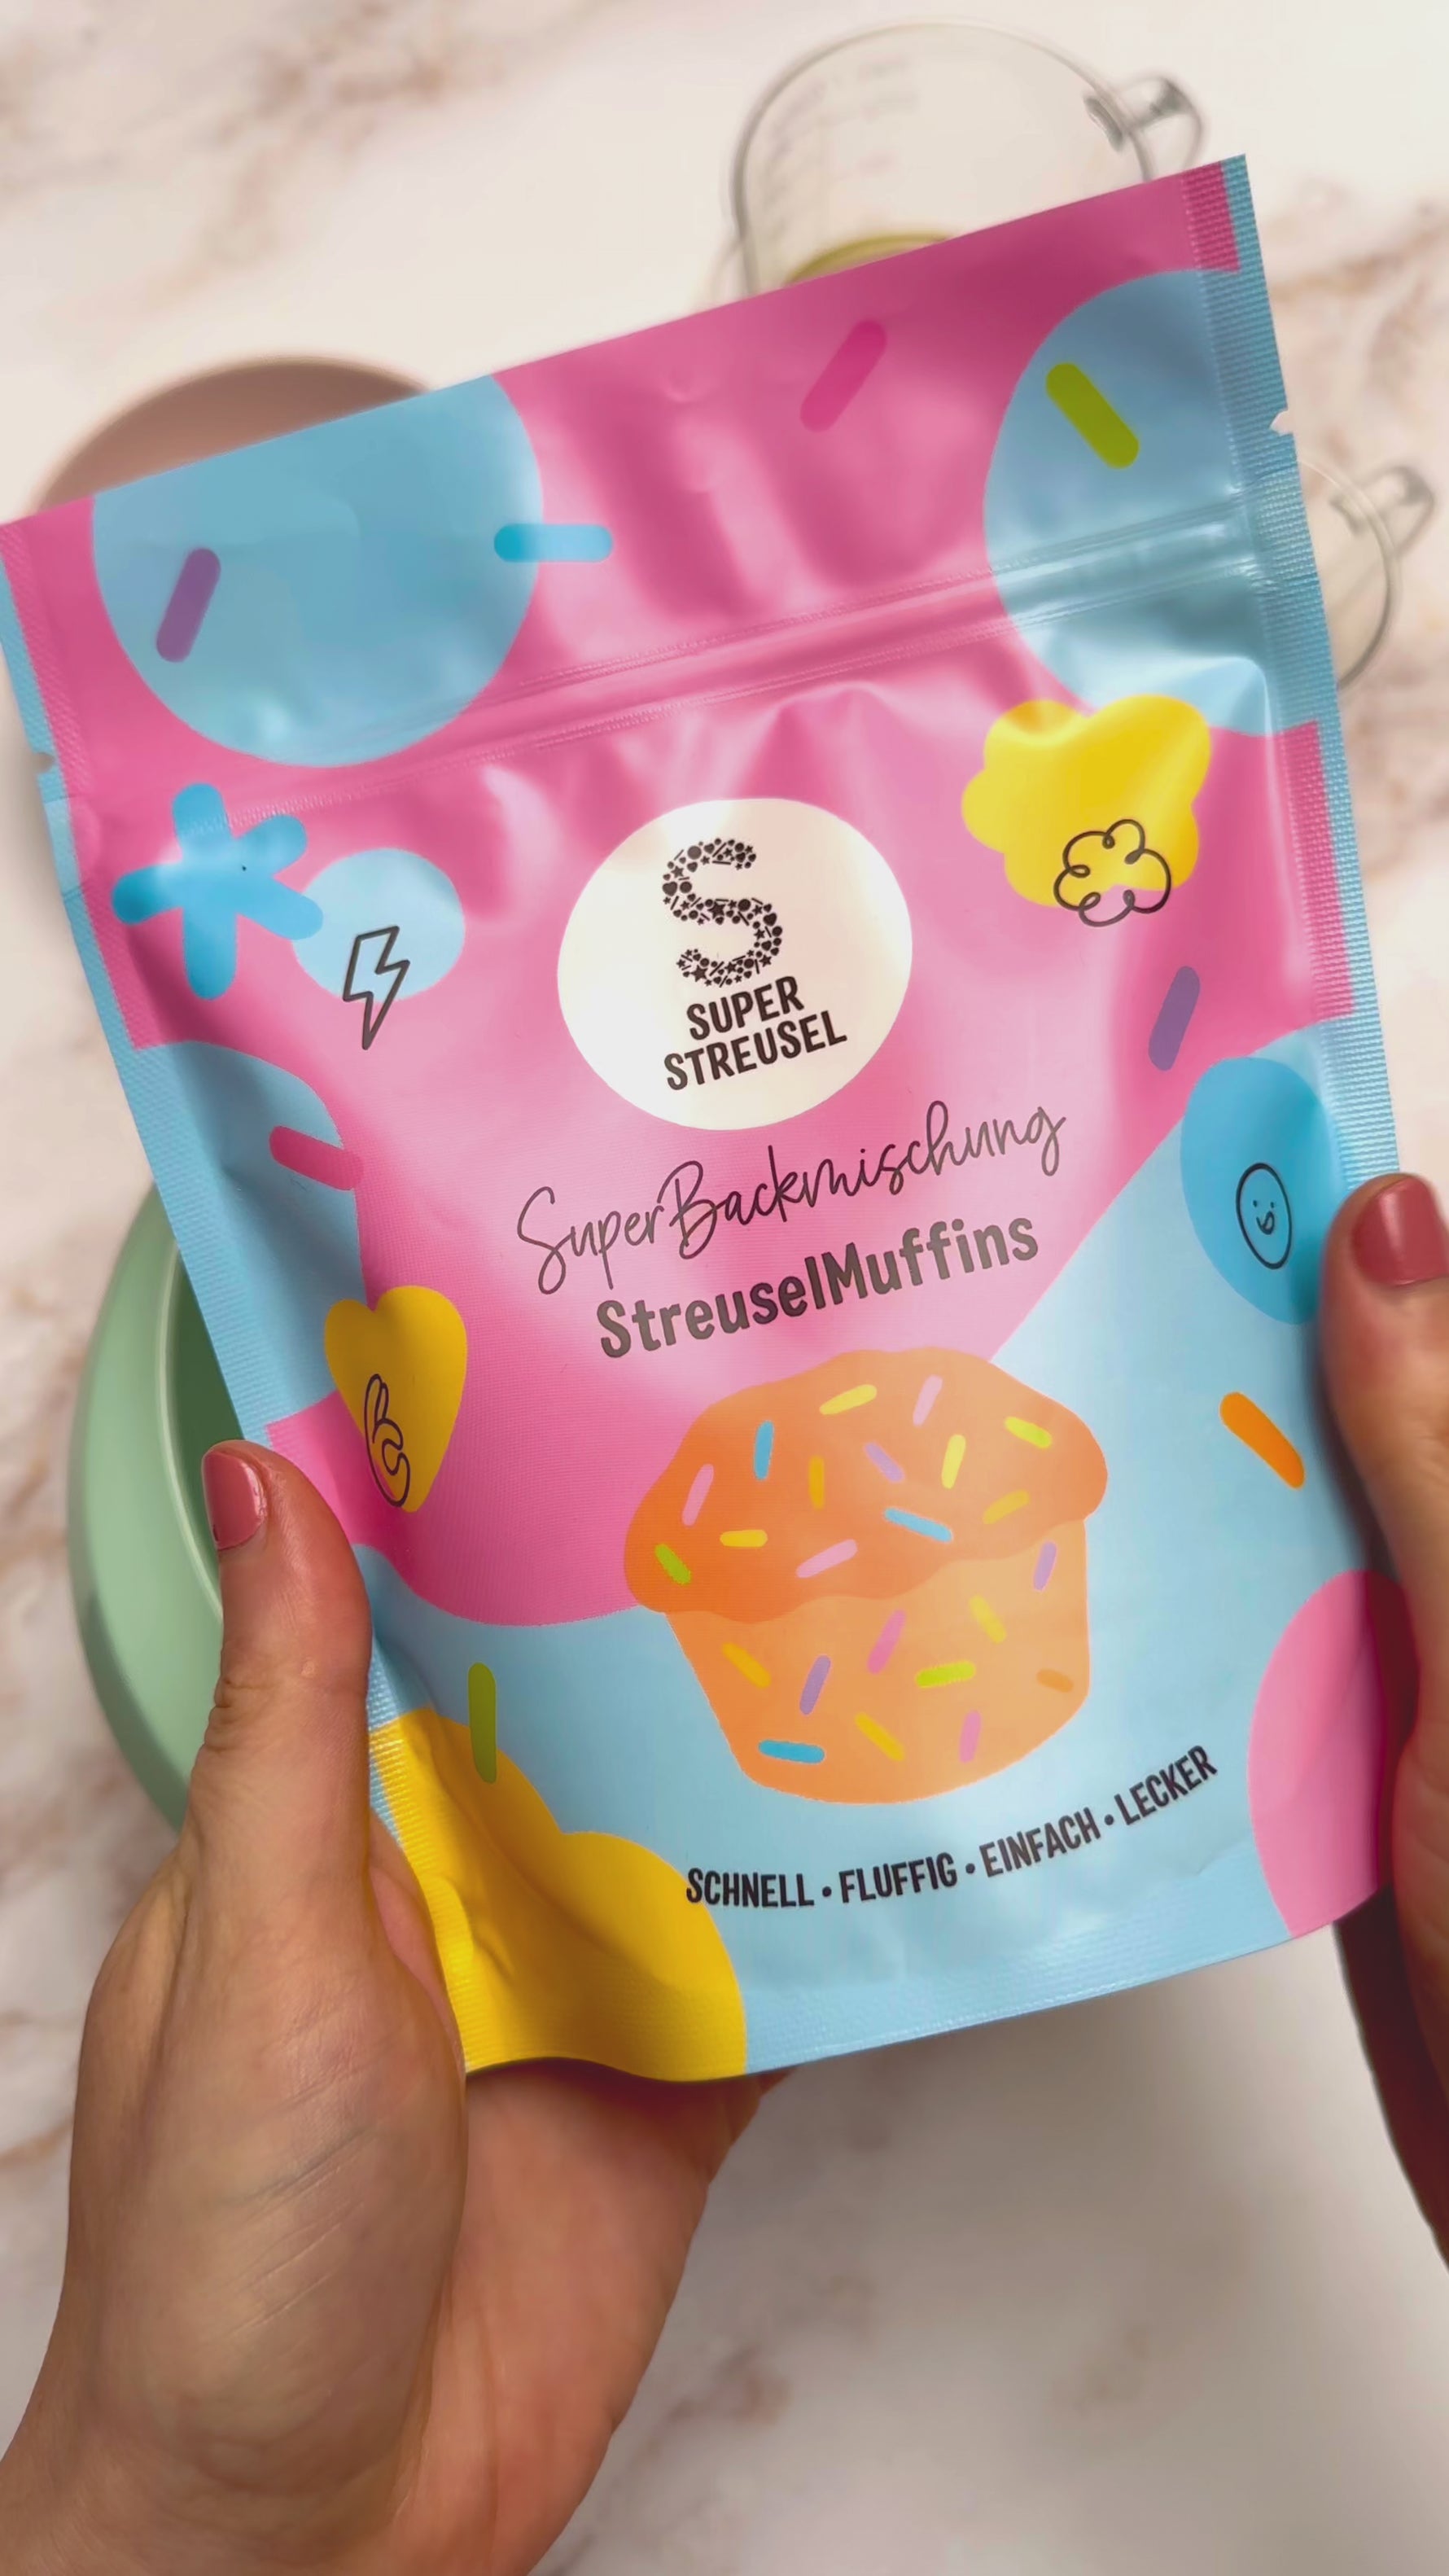 SUPER
STREUSEL
SuperBackmischung
StreuselMuffins
SCHNELL • FLUFFIG • EINFACH • LECKER